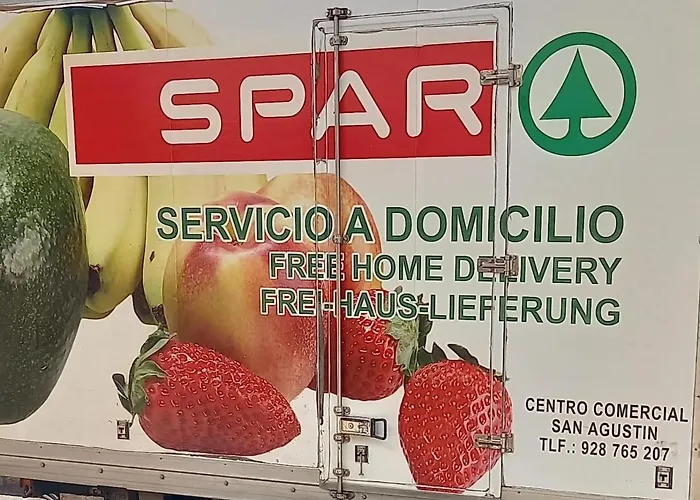 SPAR
SERVICIO A DOMICILIO
FREE HOME DELIVERY
FREI-HAUS-LIEFERUNG
CENTRO COMERCIAL
SAN AGUSTIN
TLF.: 928 765 207